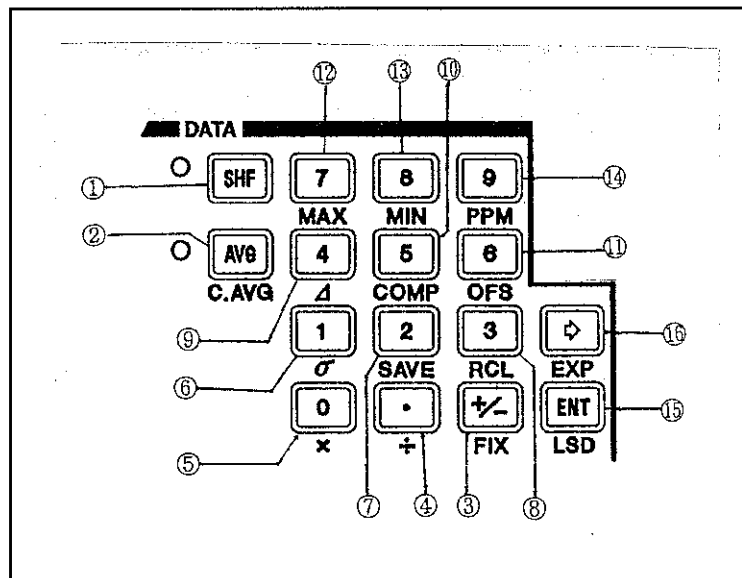 ⑫ ⑬ ⑩
DATA
① SHF 7 8 9 ⑭
MAX MIN PPM
② AVG 4 5 6 ⑪
C.AVG Δ COMP OFS
⑨ 1 2 3 ⇨ ⑯
⑥ σ SAVE RCL EXP
0 • +/- ENT ⑮
⑤ × ÷ FIX LSD
⑦ ④ ③ ⑧